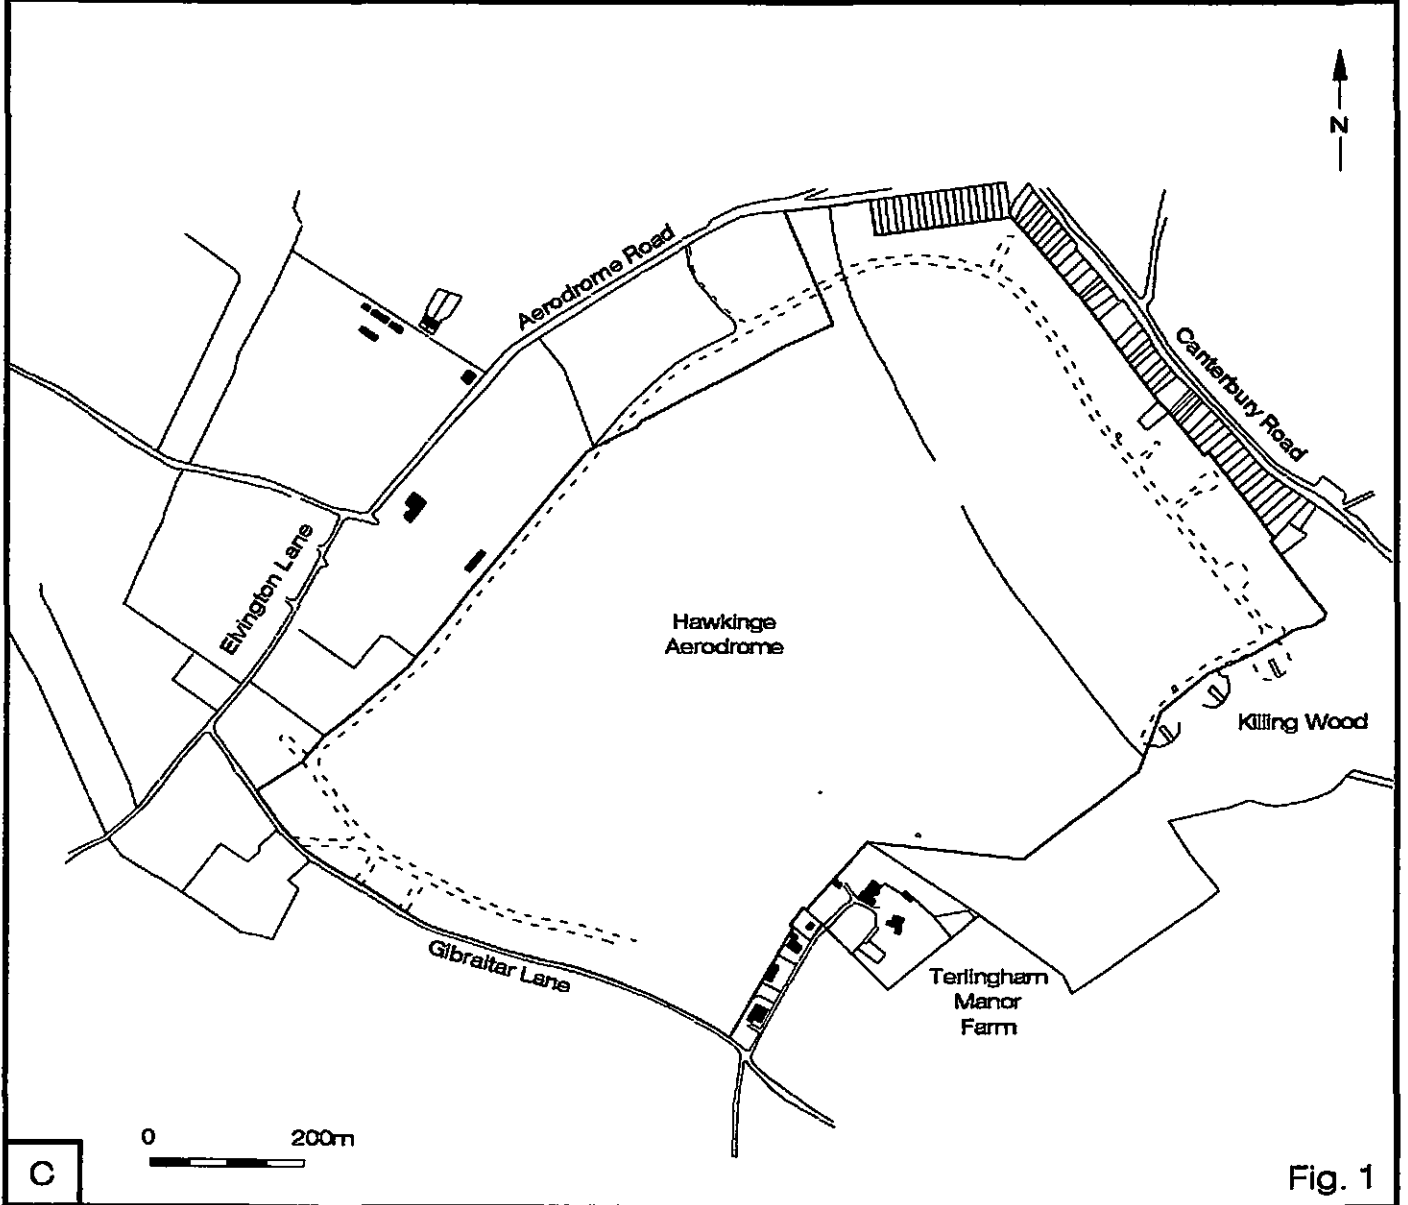 N
Aerodrome Road
Canterbury Road
Elvington Lane
Hawkinge
Aerodrome
Killing Wood
Gibraltar Lane
Terlingham
Manor
Farm
0 200m
C
Fig. 1